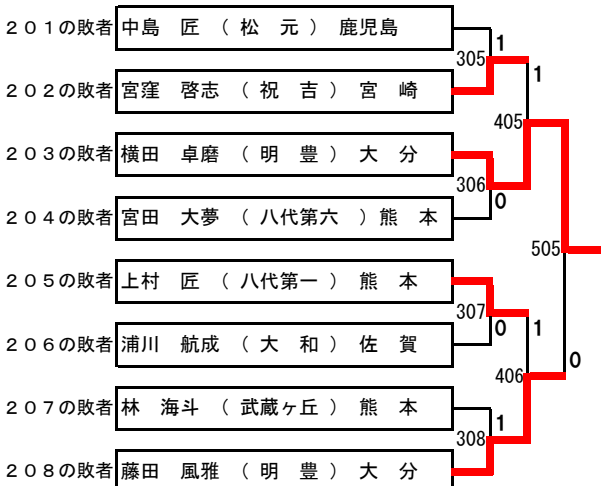 201の敗者 中島 匠 ( 松 元 ) 鹿児島
1
305
1
202の敗者 宮窪 啓志 ( 祝 吉 ) 宮 崎
405
203の敗者 横田 卓磨 ( 明 豊 ) 大 分
306
0
204の敗者 宮田 大夢 ( 八代第六 ) 熊 本
505
205の敗者 上村 匠 ( 八代第一 ) 熊 本
307
0
1
206の敗者 浦川 航成 ( 大 和 ) 佐 賀
0
406
207の敗者 林 海斗 ( 武蔵ヶ丘 ) 熊 本
1
308
208の敗者 藤田 風雅 ( 明 豊 ) 大 分